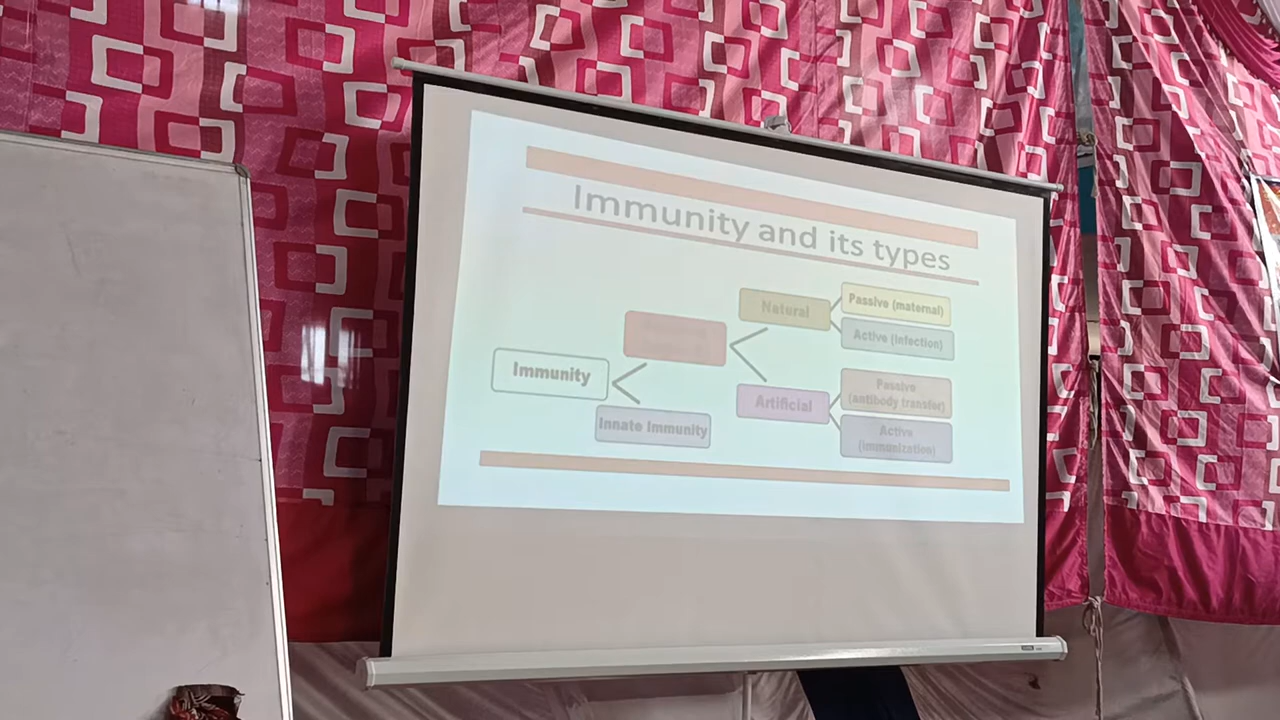 Immunity and its types
Immunity
Innate Immunity
Natural
Artificial
Passive (maternal)
Active (infection)
Passive
(antibody transfer)
Active
(immunization)